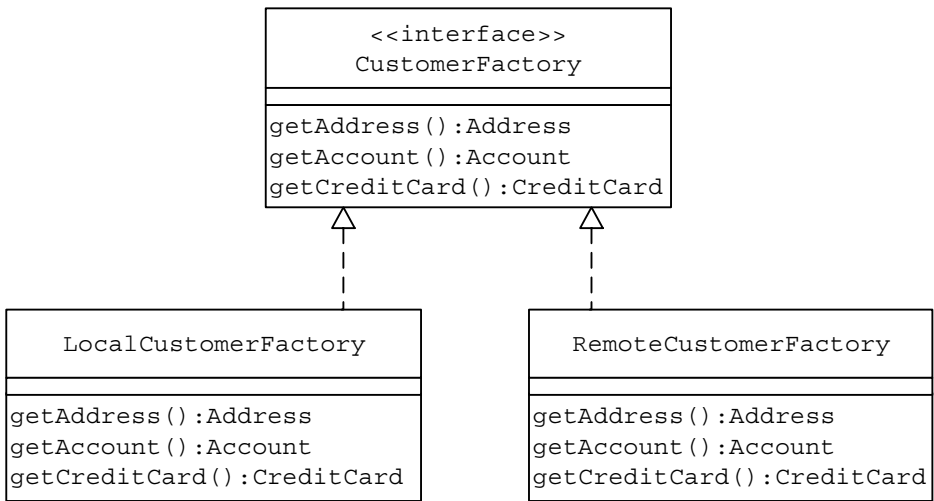 <<interface>>
CustomerFactory
getAddress():Address
getAccount():Account
getCreditCard():CreditCard
LocalCustomerFactory
getAddress():Address
getAccount():Account
getCreditCard():CreditCard
RemoteCustomerFactory
getAddress():Address
getAccount():Account
getCreditCard():CreditCard